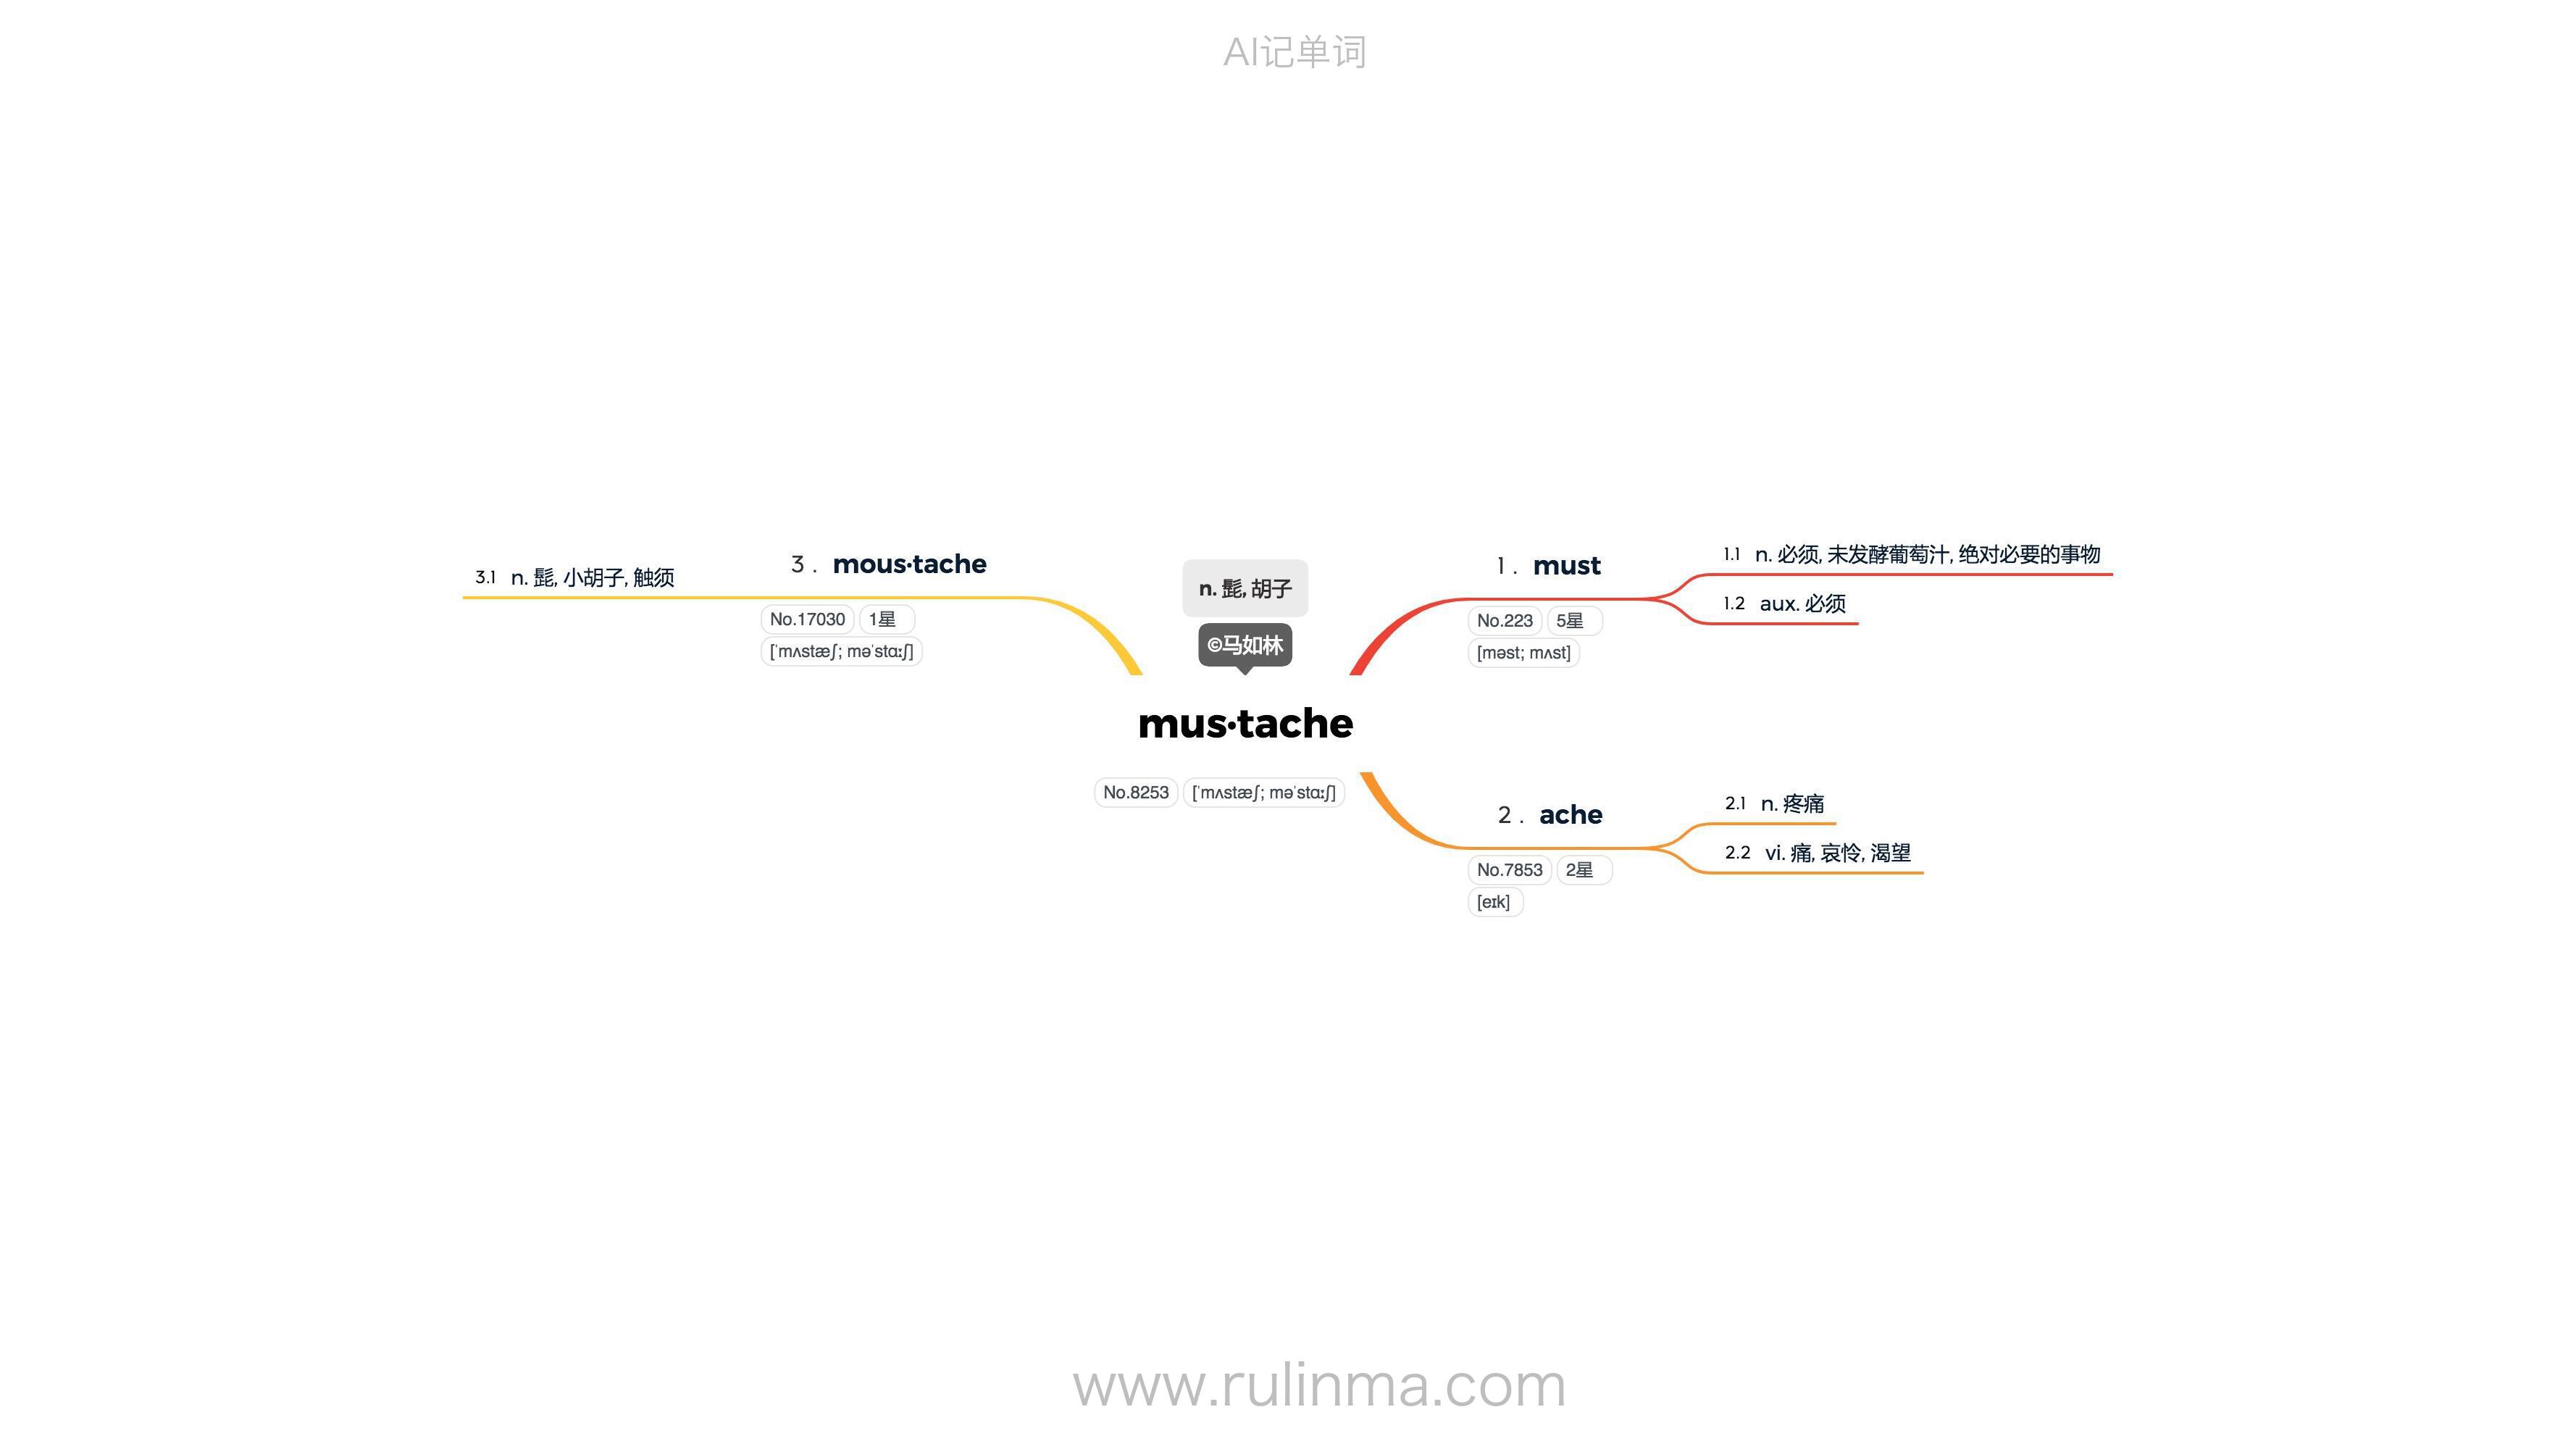 AI记单词
n. 髭, 胡子
©马如林
mus·tache
No.8253 [ˈmʌstæʃ; məˈstɑːʃ]
1 . must
No.223 5星
[məst; mʌst]
1.1 n. 必须, 未发酵葡萄汁, 绝对必要的事物
1.2 aux. 必须
2 . ache
No.7853 2星
[eɪk]
2.1 n. 疼痛
2.2 vi. 痛, 哀怜, 渴望
3 . mous·tache
No.17030 1星
[ˈmʌstæʃ; məˈstɑːʃ]
3.1 n. 髭, 小胡子, 触须
www.rulinma.com